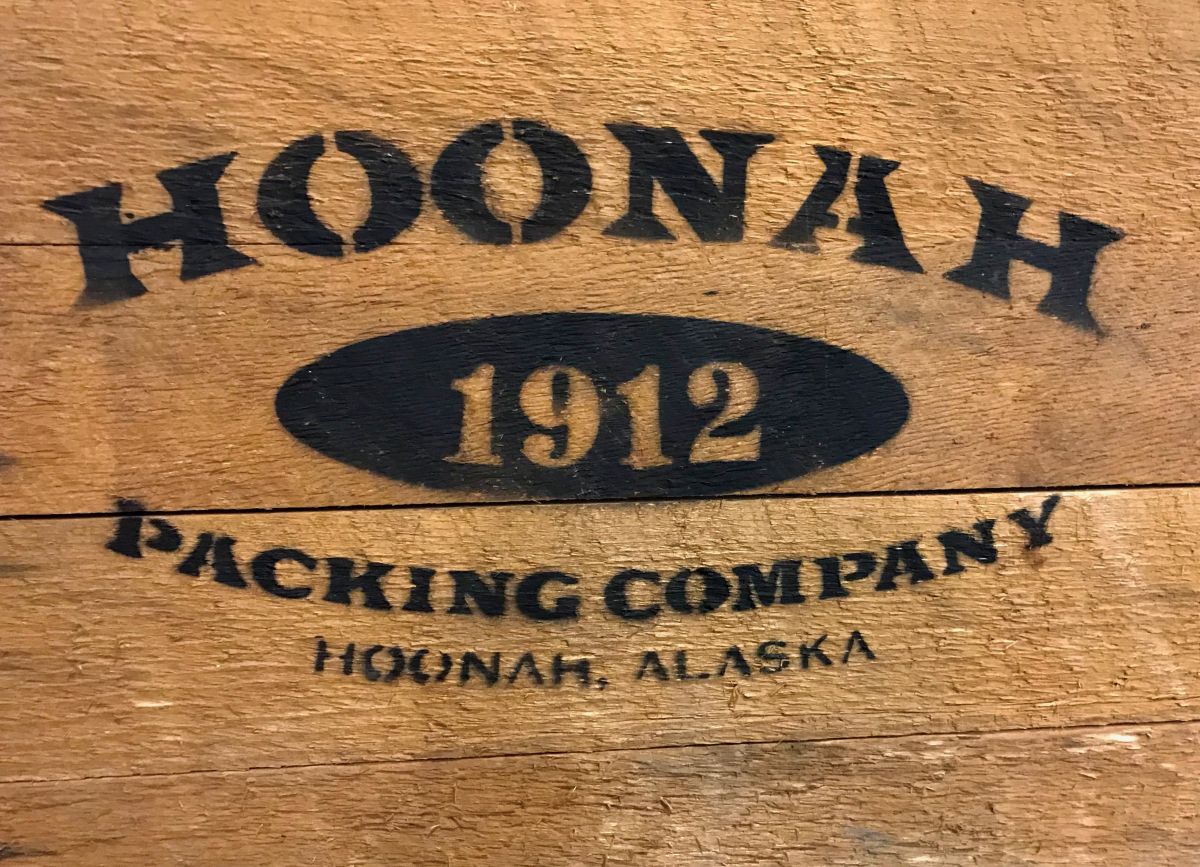 HOONAH
1912
PACKING COMPANY
HOONAH, ALASKA